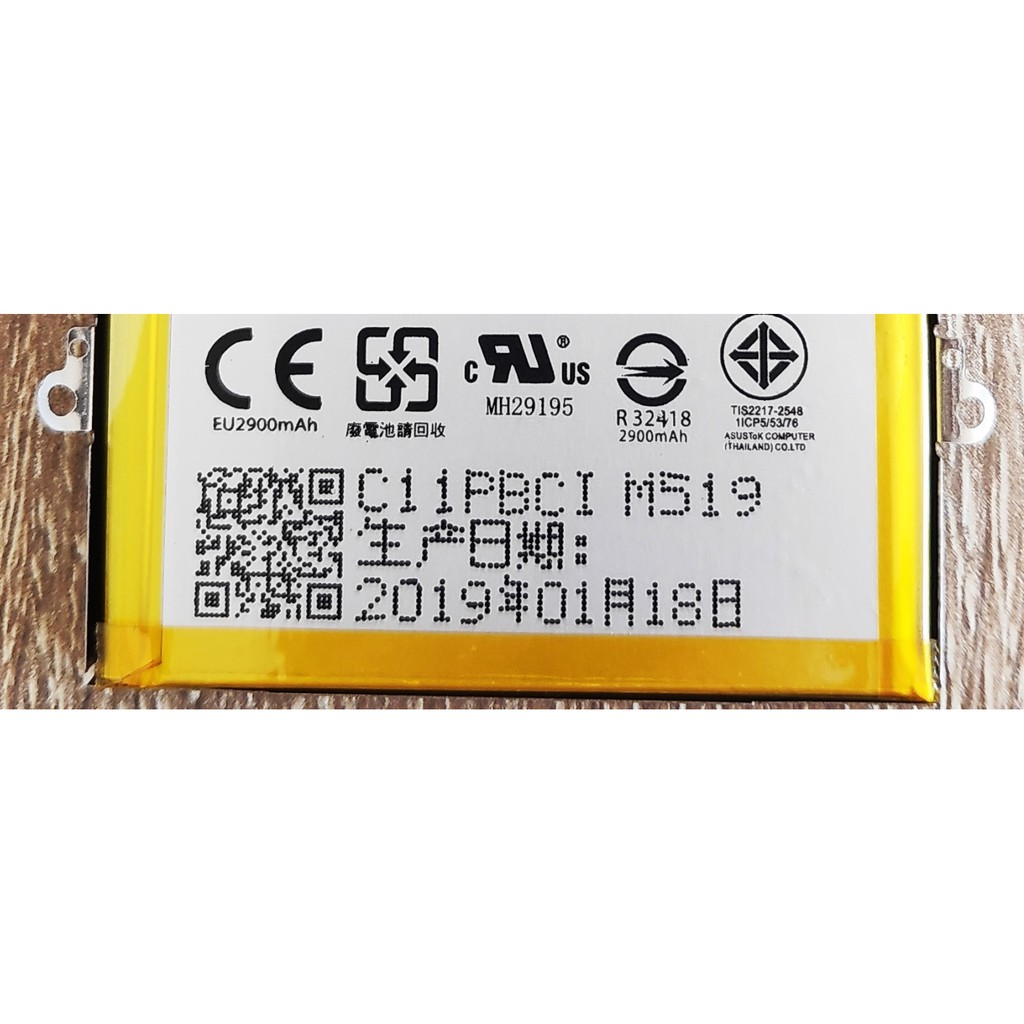 CE
EU2900mAh
廢電池請回收
c RU ® US
MH29195
R32418
2900mAh
TIS2217-2548
1ICP5/53/76
ASUSTeK COMPUTER
(THAILAND) CO.LTD
C11PBCI M519
生产日期:
2019年01月18日